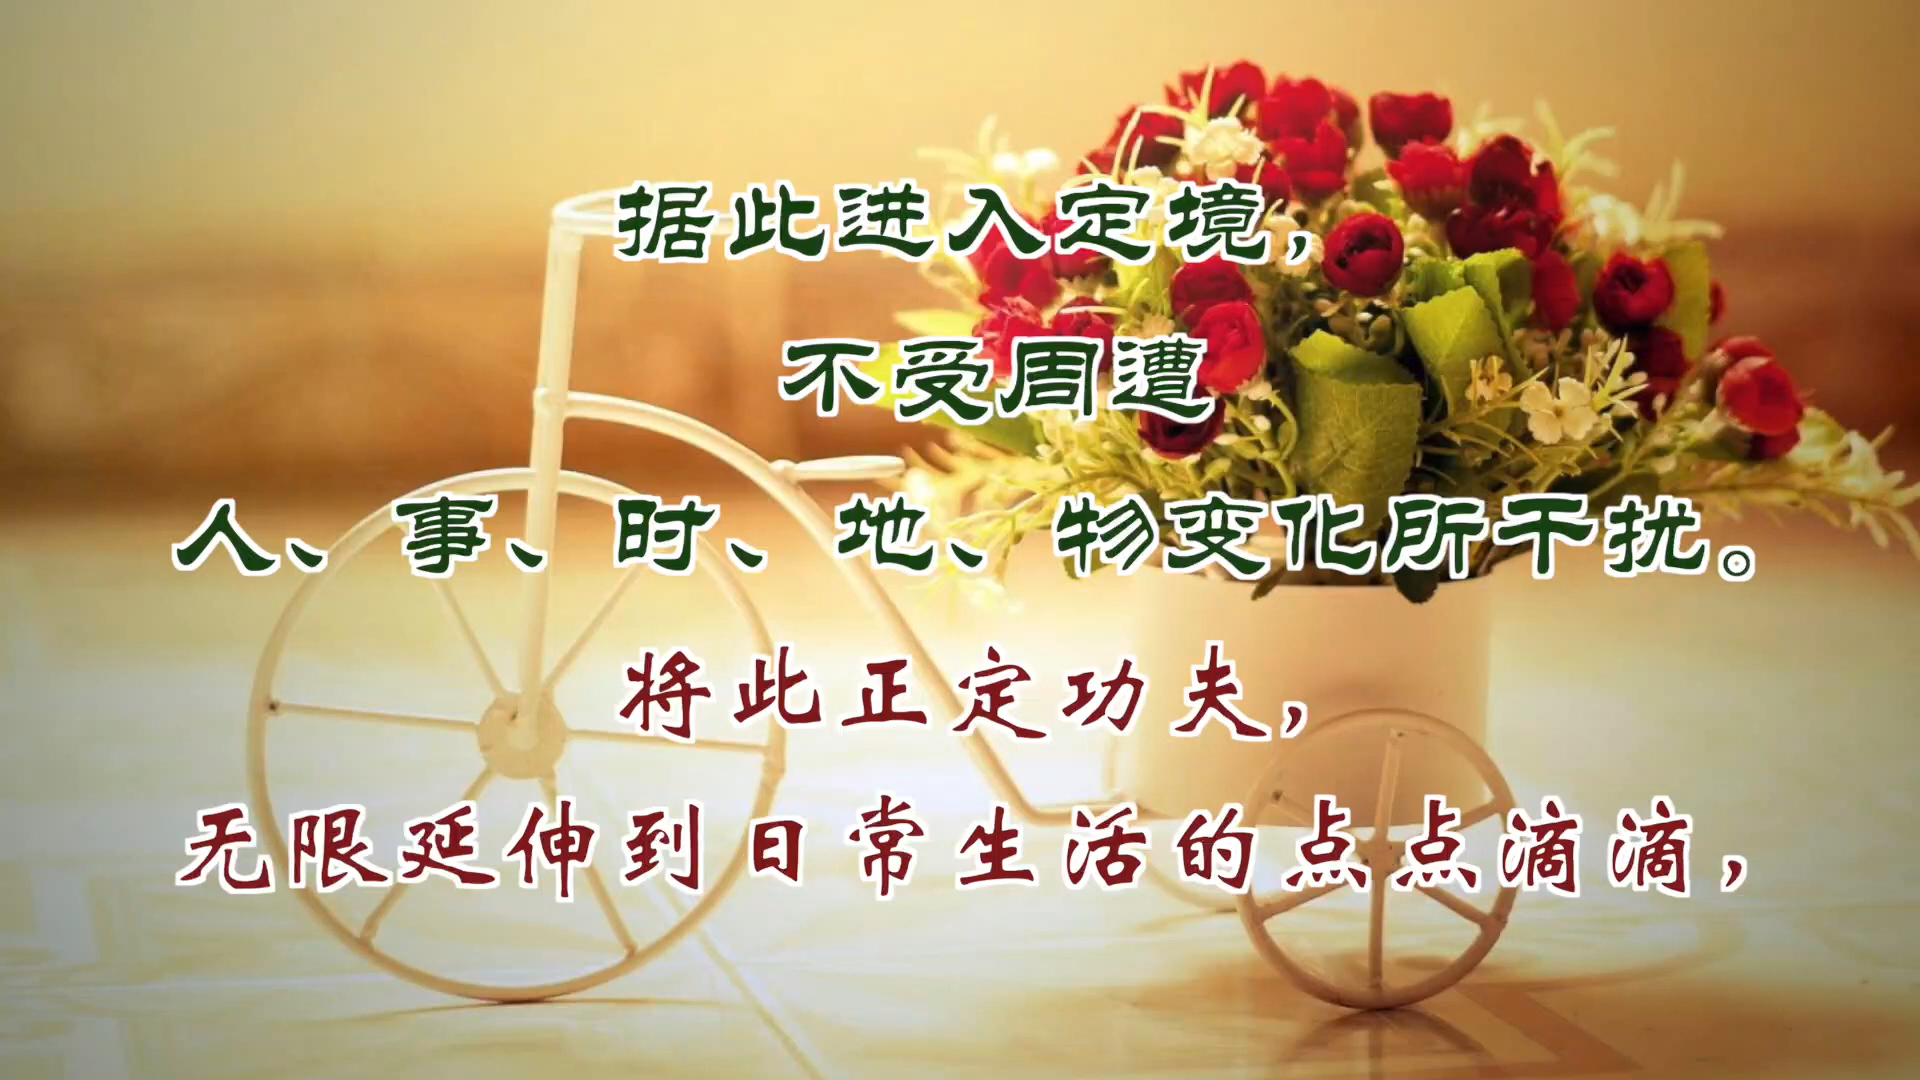 据此进入定境，
不受周遭
人、事、时、地、物变化所干扰。
将此正定功夫，
无限延伸到日常生活的点点滴滴，